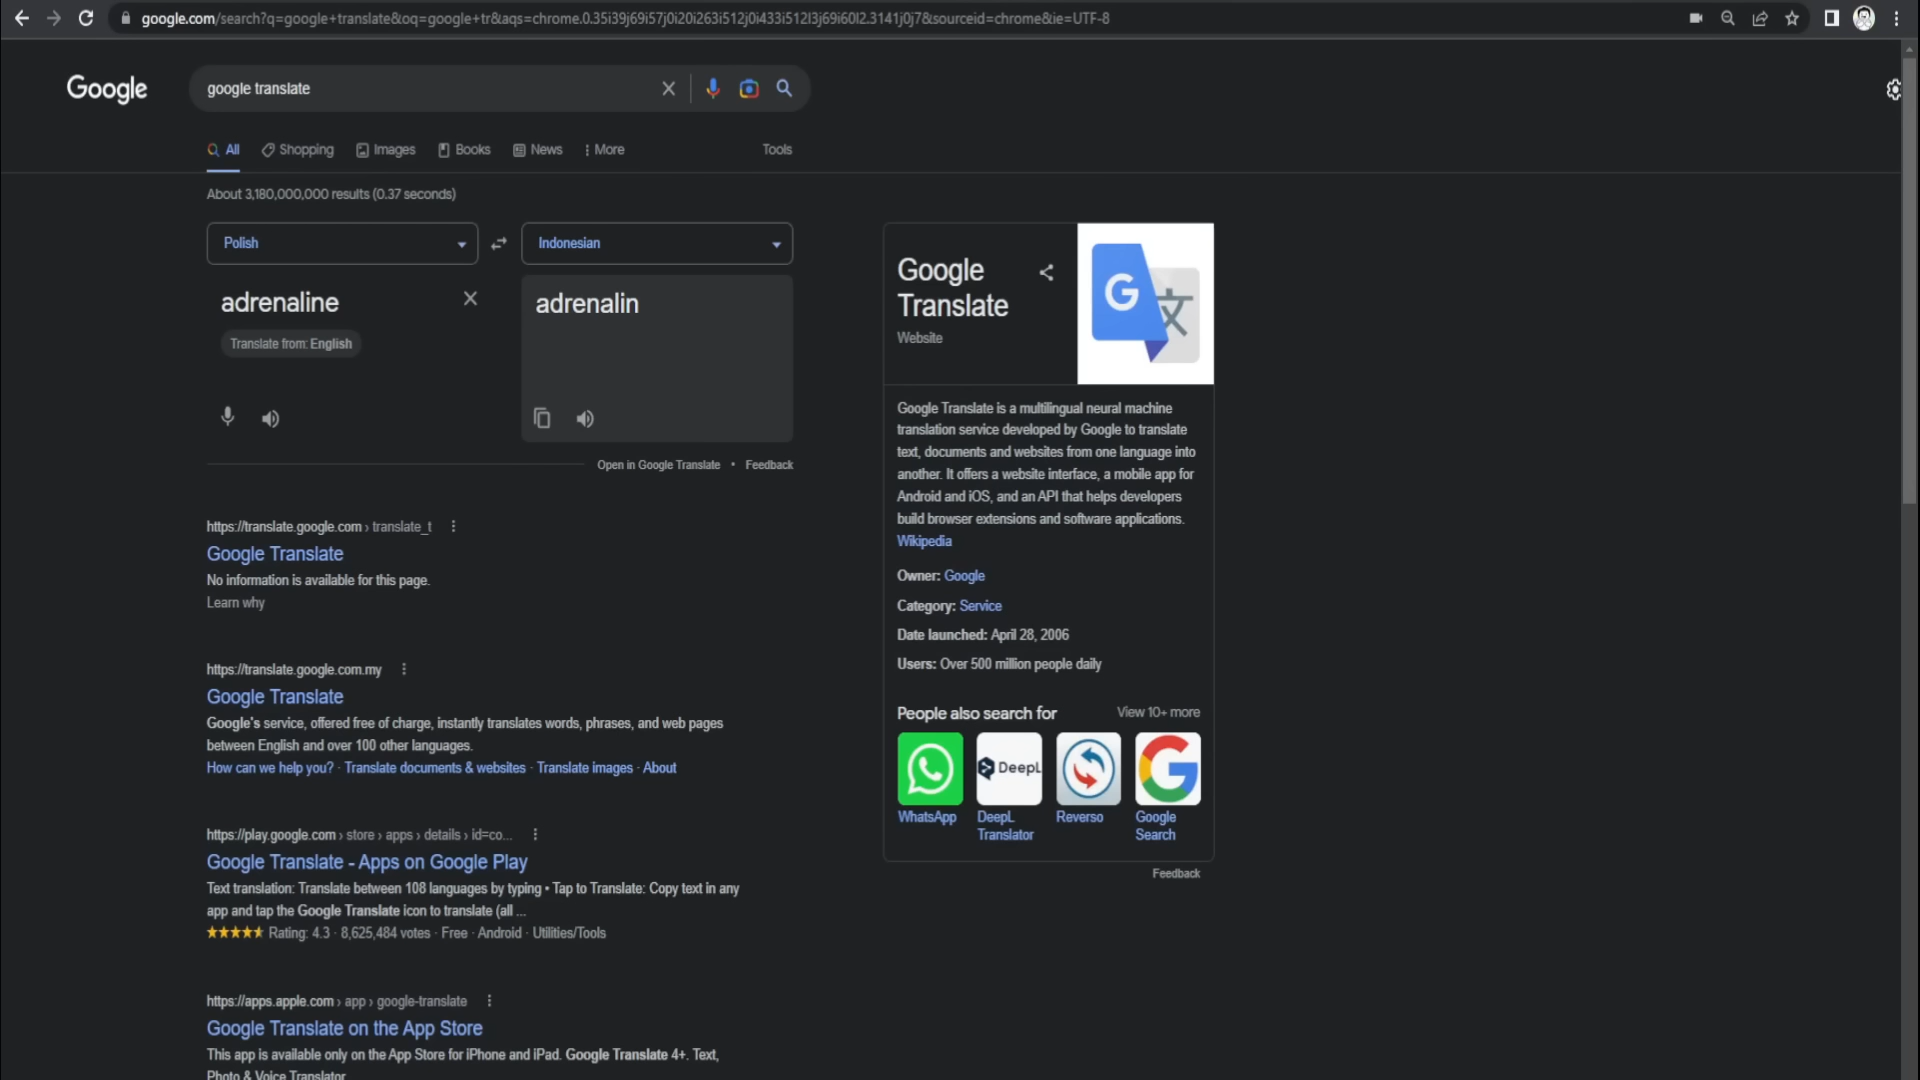 google.com/search?q=google+translate&oq=google+tr&aqs=chrome.0.35i39j69i57j0i20i263i512j0i433i512l3j69i60l2.3141j0j7&sourceid=chrome&ie=UTF-8
Google
google translate
All
Shopping
Images
Books
News
More
Tools
About 3,180,000,000 results (0.37 seconds)
Polish
Indonesian
adrenaline
adrenalin
Translate from: English
Open in Google Translate • Feedback
https://translate.google.com › translate_t
Google Translate
No information is available for this page.
Learn why
https://translate.google.com.my
Google Translate
Google's service, offered free of charge, instantly translates words, phrases, and web pages
between English and over 100 other languages.
How can we help you? · Translate documents & websites · Translate images · About
https://play.google.com › store › apps › details › id=co...
Google Translate - Apps on Google Play
Text translation: Translate between 108 languages by typing • Tap to Translate: Copy text in any
app and tap the Google Translate icon to translate (all ...
Rating: 4.3 · 8,625,484 votes · Free · Android · Utilities/Tools
https://apps.apple.com › app › google-translate
Google Translate on the App Store
This app is available only on the App Store for iPhone and iPad. Google Translate 4+. Text,
Photo & Voice Translator
Google
Translate
Website
G
文
Google Translate is a multilingual neural machine
translation service developed by Google to translate
text, documents and websites from one language into
another. It offers a website interface, a mobile app for
Android and iOS, and an API that helps developers
build browser extensions and software applications.
Wikipedia
Owner: Google
Category: Service
Date launched: April 28, 2006
Users: Over 500 million people daily
People also search for
View 10+ more
DeepL
G
WhatsApp
DeepL
Translator
Reverso
Google
Search
Feedback